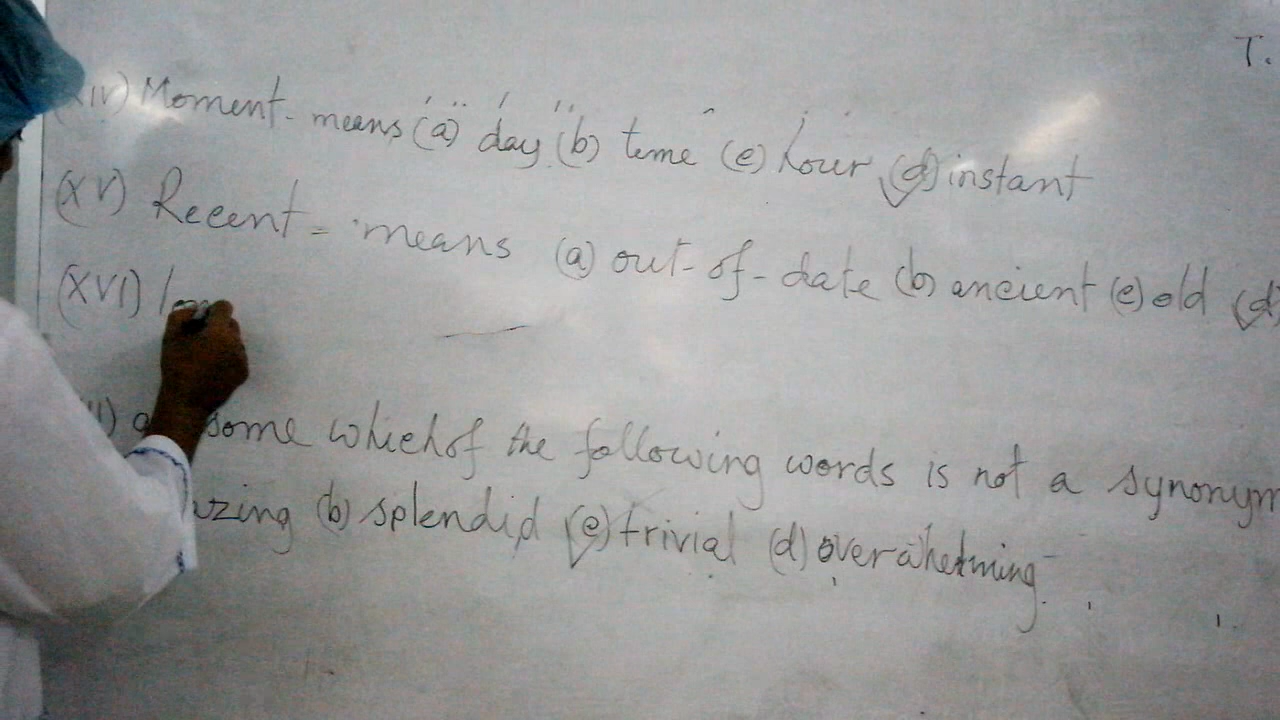 T.
(XIV) Moment - means (a) day (b) time (c) hour (d) instant
(XV) Recent = means (a) out-of-date (b) ancient (c) old (d)
(XVI)
some which of the following words is not a synonym
zing (b) splendid (c) trivial (d) overwhelming